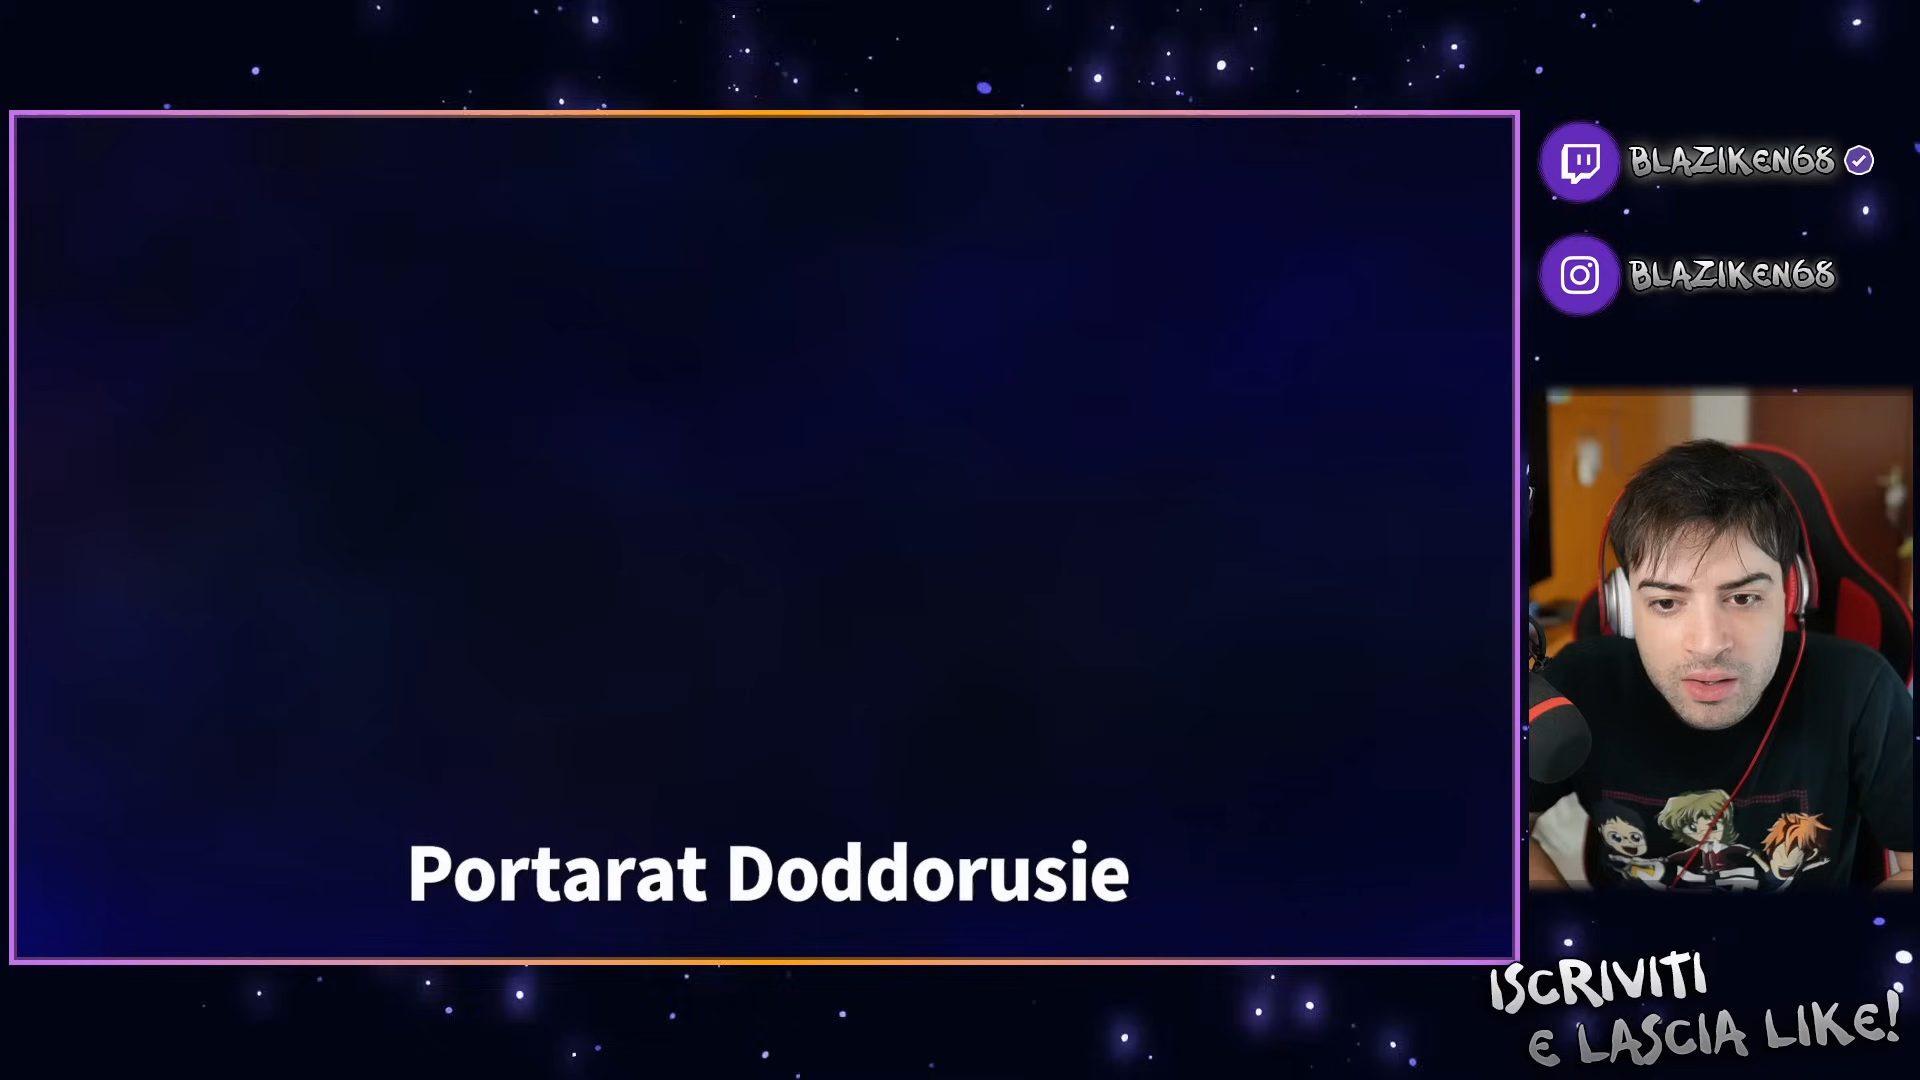 BLAZIKEN68
BLAZIKEN68
Portarat Doddorusie
ISCRIVITI
E LASCIA LIKE!